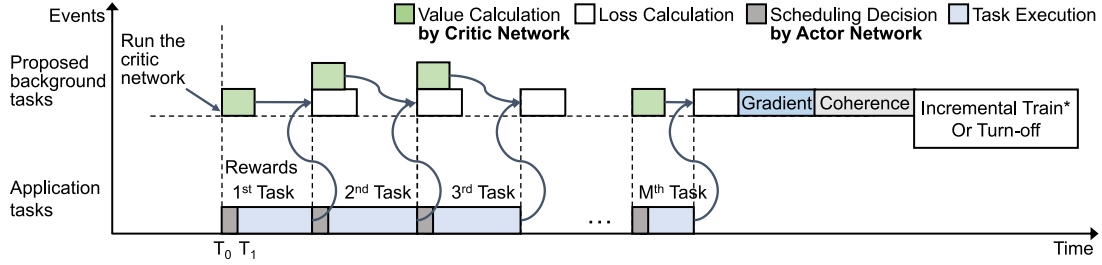 Events
Value Calculation
by Critic Network
Loss Calculation
Scheduling Decision
by Actor Network
Task Execution
Run the
critic
network
Proposed
background
tasks
Gradient
Coherence
Incremental Train*
Or Turn-off
Rewards
1st Task
2nd Task
3rd Task
...
Mth Task
Application
tasks
T0 T1
Time